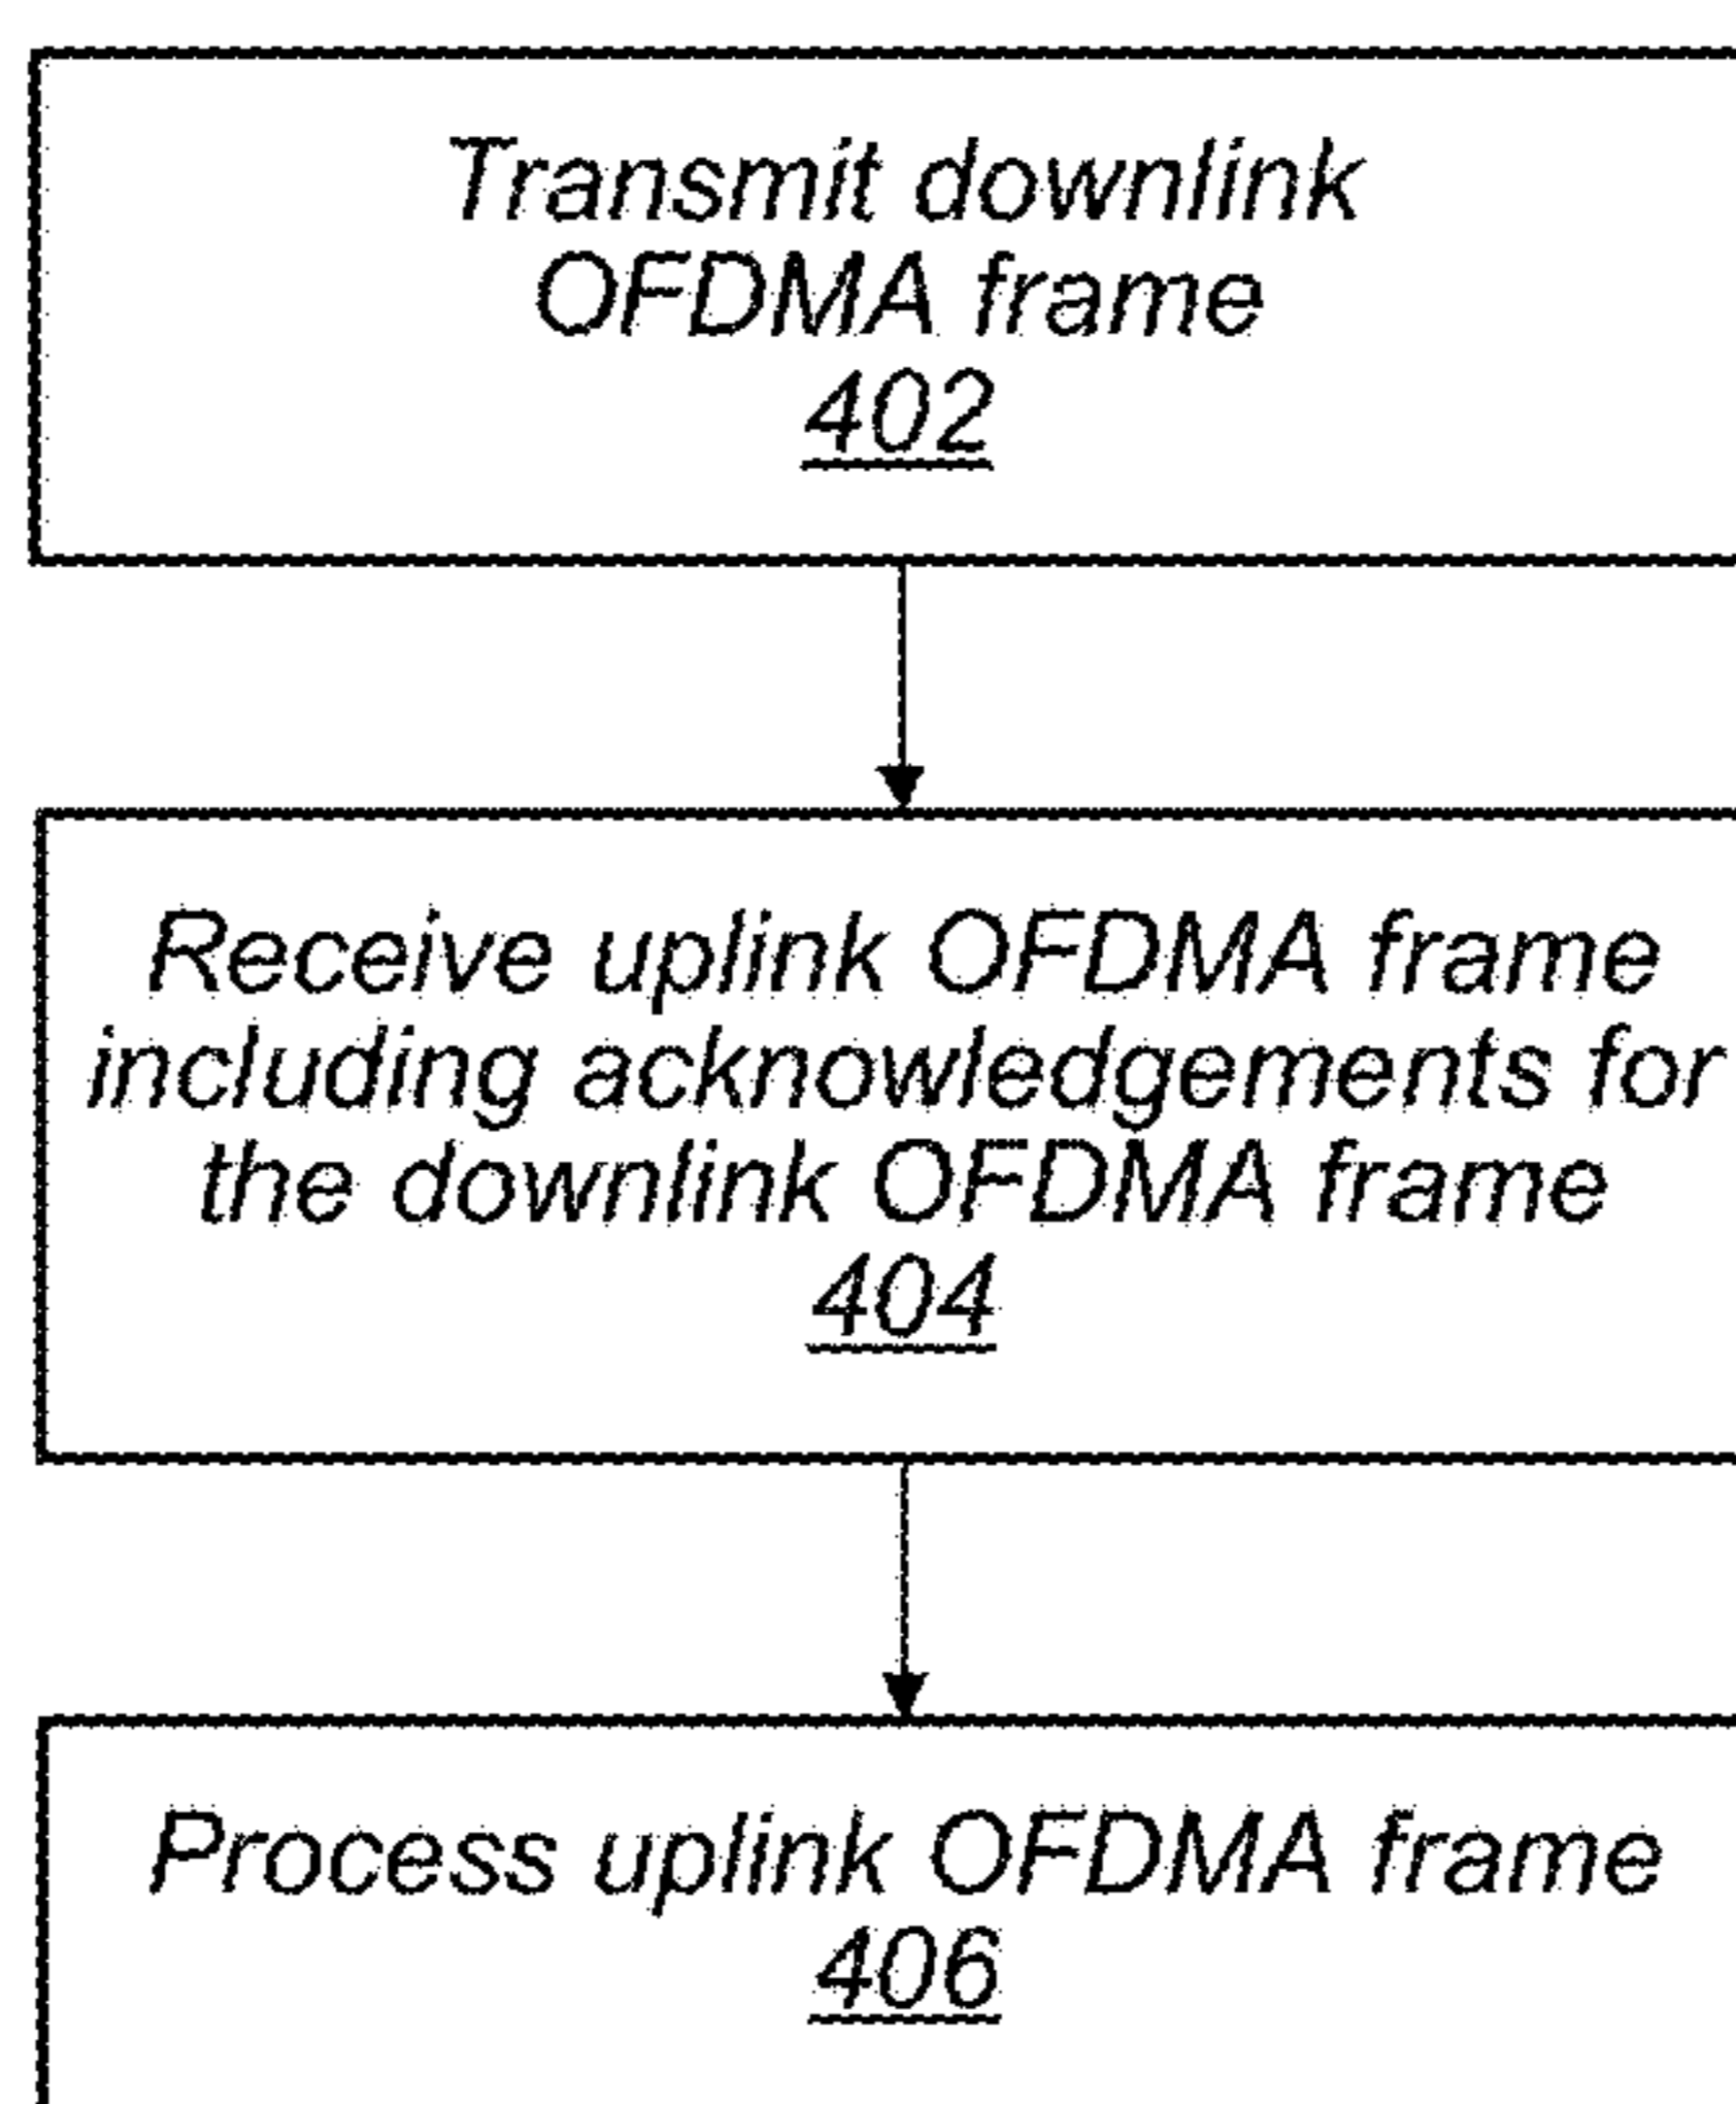 Transmit downlink
OFDMA frame
402
Receive uplink OFDMA frame
including acknowledgements for
the downlink OFDMA frame
404
Process uplink OFDMA frame
406